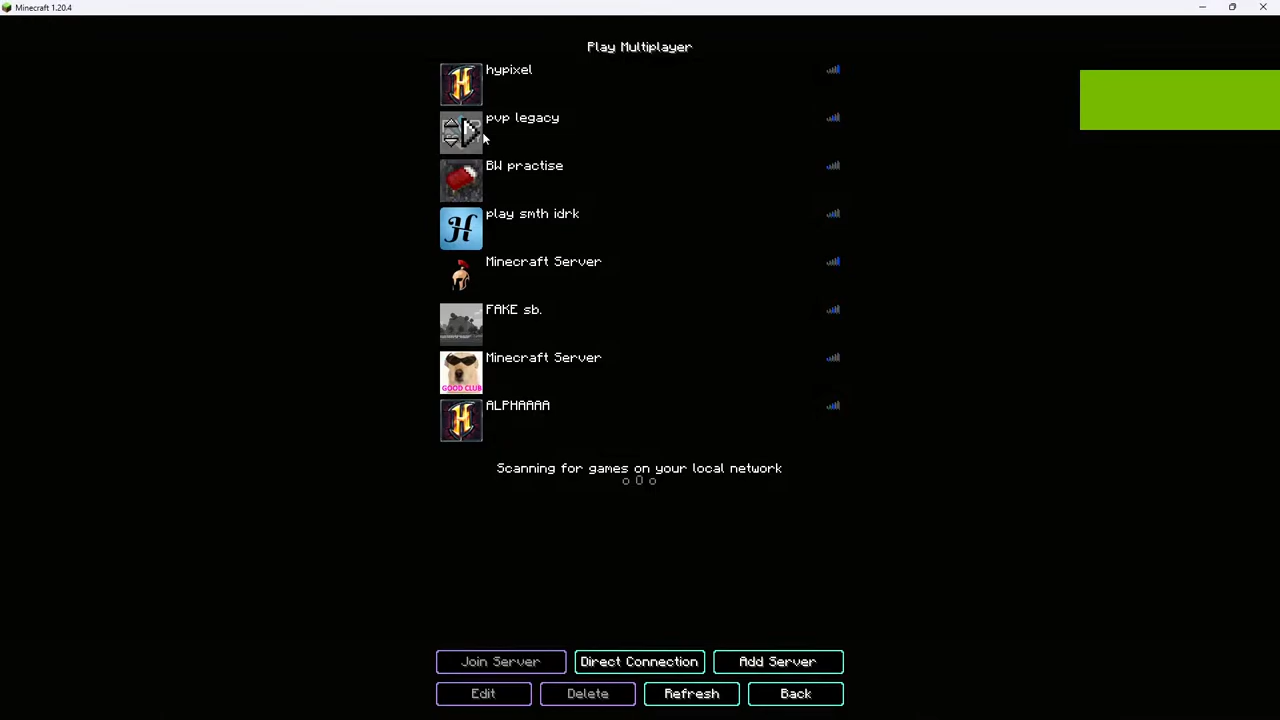 Minecraft 1.20.4
Play Multiplayer
hypixel
pvp legacy
BW practise
play smth idrk
Minecraft Server
FAKE sb.
Minecraft Server
GOOD CLUB
ALPHAAAA
Scanning for games on your local network
o O o
Join Server Direct Connection Add Server
Edit Delete Refresh Back